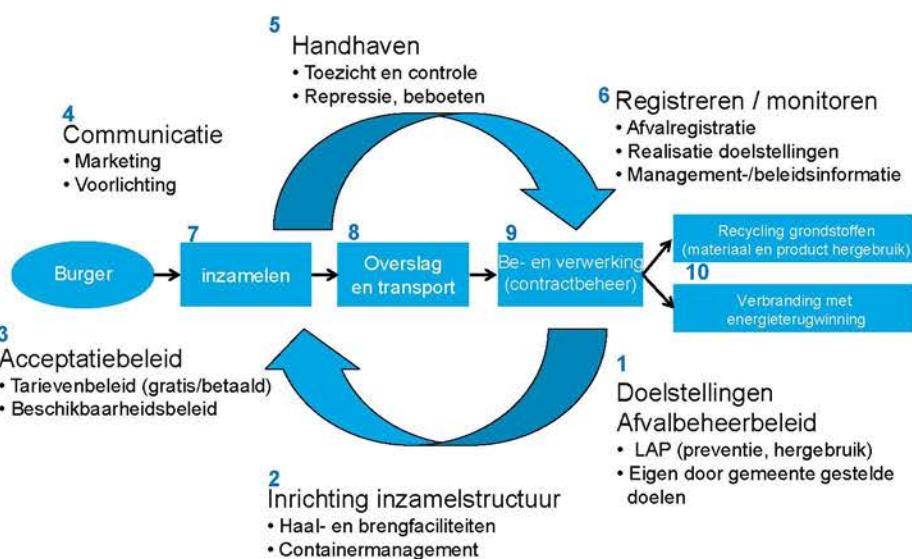 5
Handhaven
• Toezicht en controle
• Repressie, beboeten
4
Communicatie
• Marketing
• Voorlichting
6 Registreren / monitoren
• Afvalregistratie
• Realisatie doelstellingen
• Management-/beleidsinformatie
Burger
7
inzamelen
8
Overslag
en transport
9
Be- en verwerking
(contractbeheer)
Recycling grondstoffen
(materiaal en product hergebruik)
10
Verbranding met
energieterugwinning
3
Acceptatiebeleid
• Tarievenbeleid (gratis/betaald)
• Beschikbaarheidsbeleid
1
Doelstellingen
Afvalbeheerbeleid
• LAP (preventie, hergebruik)
• Eigen door gemeente gestelde
doelen
2
Inrichting inzamelstructuur
• Haal- en brengfaciliteiten
• Containermanagement